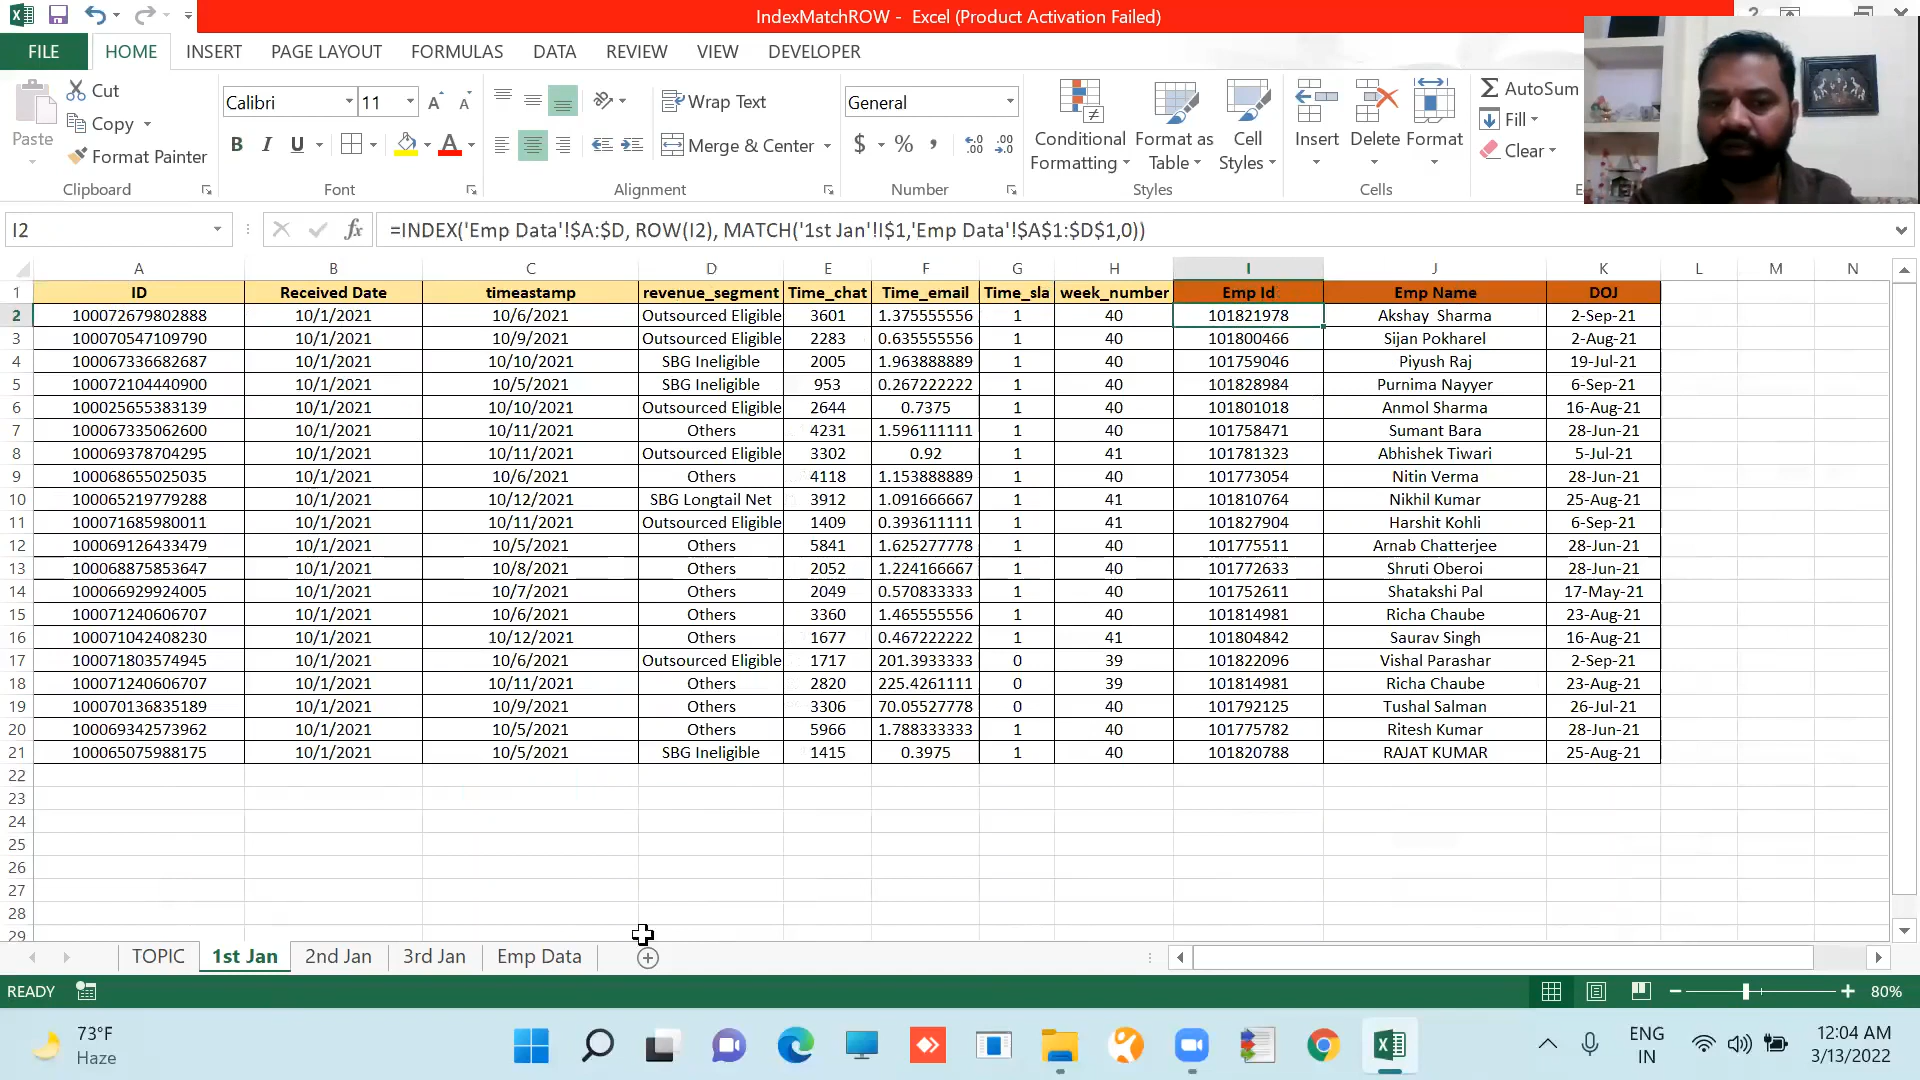 IndexMatchROW - Excel (Product Activation Failed)
FILE HOME INSERT PAGE LAYOUT FORMULAS DATA REVIEW VIEW DEVELOPER
Paste Cut Copy Format Painter
Clipboard
Calibri 11 B I U A
Font
Wrap Text
Merge & Center
Alignment
General
$ %
Number
Conditional Formatting Format as Table Cell Styles
Styles
Insert Delete Format
Cells
AutoSum
Fill
Clear
I2 fx =INDEX('Emp Data'!$A:$D, ROW(I2), MATCH('1st Jan'!I$1,'Emp Data'!$A$1:$D$1,0))
A B C D E F G H I J K L M N
1 ID Received Date timeastamp revenue_segment Time_chat Time_email Time_sla week_number Emp Id Emp Name DOJ
2 100072679802888 10/1/2021 10/6/2021 Outsourced Eligible 3601 1.375555556 1 40 101821978 Akshay  Sharma 2-Sep-21
3 100070547109790 10/1/2021 10/9/2021 Outsourced Eligible 2283 0.635555556 1 40 101800466 Sijan Pokharel 2-Aug-21
4 100067336682687 10/1/2021 10/10/2021 SBG Ineligible 2005 1.963888889 1 40 101759046 Piyush Raj 19-Jul-21
5 100072104440900 10/1/2021 10/5/2021 SBG Ineligible 953 0.267222222 1 40 101828984 Purnima Nayyer 6-Sep-21
6 100025655383139 10/1/2021 10/10/2021 Outsourced Eligible 2644 0.7375 1 40 101801018 Anmol Sharma 16-Aug-21
7 100067335062600 10/1/2021 10/11/2021 Others 4231 1.596111111 1 40 101758471 Sumant Bara 28-Jun-21
8 100069378704295 10/1/2021 10/11/2021 Outsourced Eligible 3302 0.92 1 41 101781323 Abhishek Tiwari 5-Jul-21
9 100068655025035 10/1/2021 10/6/2021 Others 4118 1.153888889 1 40 101773054 Nitin Verma 28-Jun-21
10 100065219779288 10/1/2021 10/12/2021 SBG Longtail Net 3912 1.091666667 1 41 101810764 Nikhil Kumar 25-Aug-21
11 100071685980011 10/1/2021 10/11/2021 Outsourced Eligible 1409 0.393611111 1 41 101827904 Harshit Kohli 6-Sep-21
12 100069126433479 10/1/2021 10/5/2021 Others 5841 1.625277778 1 40 101775511 Arnab Chatterjee 28-Jun-21
13 100068875853647 10/1/2021 10/8/2021 Others 2052 1.224166667 1 40 101772633 Shruti Oberoi 28-Jun-21
14 100066929924005 10/1/2021 10/7/2021 Others 2049 0.570833333 1 40 101752611 Shatakshi Pal 17-May-21
15 100071240606707 10/1/2021 10/6/2021 Others 3360 1.465555556 1 40 101814981 Richa Chaube 23-Aug-21
16 100071042408230 10/1/2021 10/12/2021 Others 1677 0.467222222 1 41 101804842 Saurav Singh 16-Aug-21
17 100071803574945 10/1/2021 10/6/2021 Outsourced Eligible 1717 201.3933333 0 39 101822096 Vishal Parashar 2-Sep-21
18 100071240606707 10/1/2021 10/11/2021 Others 2820 225.4261111 0 39 101814981 Richa Chaube 23-Aug-21
19 100070136835189 10/1/2021 10/9/2021 Others 3306 70.05527778 0 40 101792125 Tushal Salman 26-Jul-21
20 100069342573962 10/1/2021 10/5/2021 Others 5966 1.788333333 1 40 101775782 Ritesh Kumar 28-Jun-21
21 100065075988175 10/1/2021 10/5/2021 SBG Ineligible 1415 0.3975 1 40 101820788 RAJAT KUMAR 25-Aug-21
22
23
24
25
26
27
28
29
TOPIC 1st Jan 2nd Jan 3rd Jan Emp Data
READY 80%
73°F
Haze
ENG
IN
12:04 AM
3/13/2022